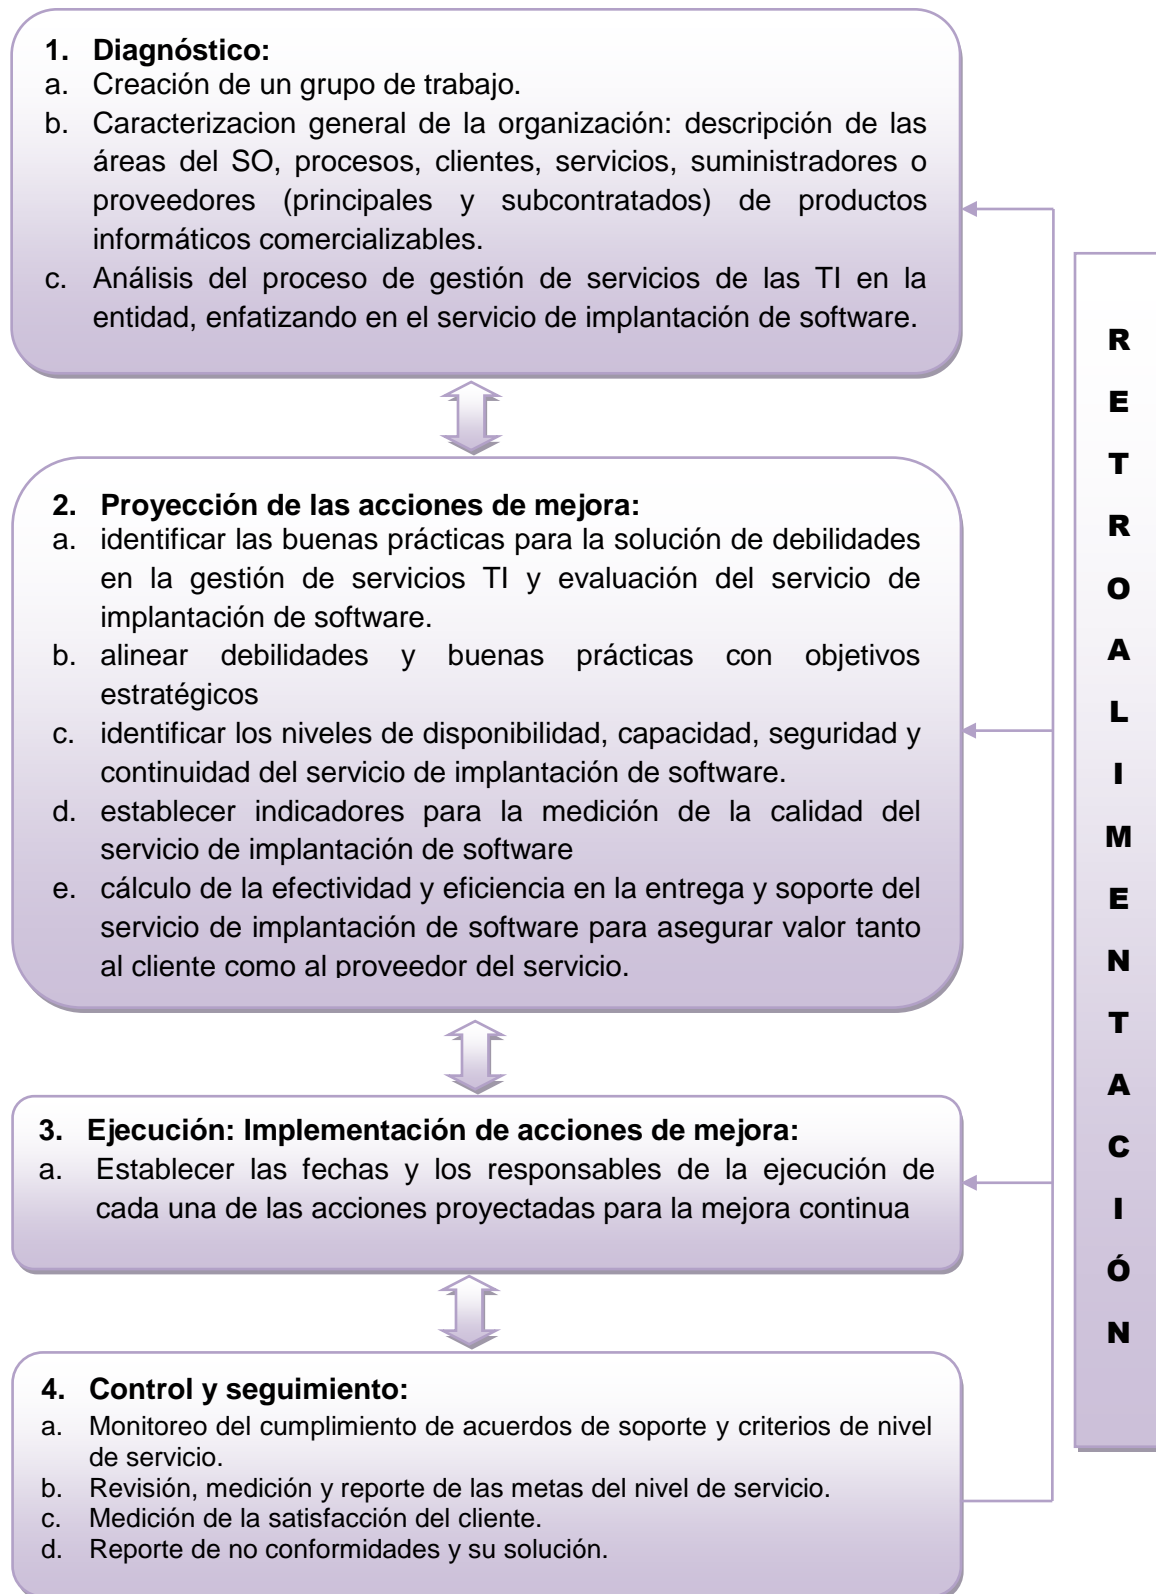 1. Diagnóstico:
a. Creación de un grupo de trabajo.
b. Caracterizacion general de la organización: descripción de las
áreas del SO, procesos, clientes, servicios, suministradores o
proveedores (principales y subcontratados) de productos
informáticos comercializables.
c. Análisis del proceso de gestión de servicios de las TI en la
entidad, enfatizando en el servicio de implantación de software.
2. Proyección de las acciones de mejora:
a. identificar las buenas prácticas para la solución de debilidades
en la gestión de servicios TI y evaluación del servicio de
implantación de software.
b. alinear debilidades y buenas prácticas con objetivos
estratégicos
c. identificar los niveles de disponibilidad, capacidad, seguridad y
continuidad del servicio de implantación de software.
d. establecer indicadores para la medición de la calidad del
servicio de implantación de software
e. cálculo de la efectividad y eficiencia en la entrega y soporte del
servicio de implantación de software para asegurar valor tanto
al cliente como al proveedor del servicio.
3. Ejecución: Implementación de acciones de mejora:
a. Establecer las fechas y los responsables de la ejecución de
cada una de las acciones proyectadas para la mejora continua
4. Control y seguimiento:
a. Monitoreo del cumplimiento de acuerdos de soporte y criterios de nivel
de servicio.
b. Revisión, medición y reporte de las metas del nivel de servicio.
c. Medición de la satisfacción del cliente.
d. Reporte de no conformidades y su solución.
RETROALIMENTACIÓN